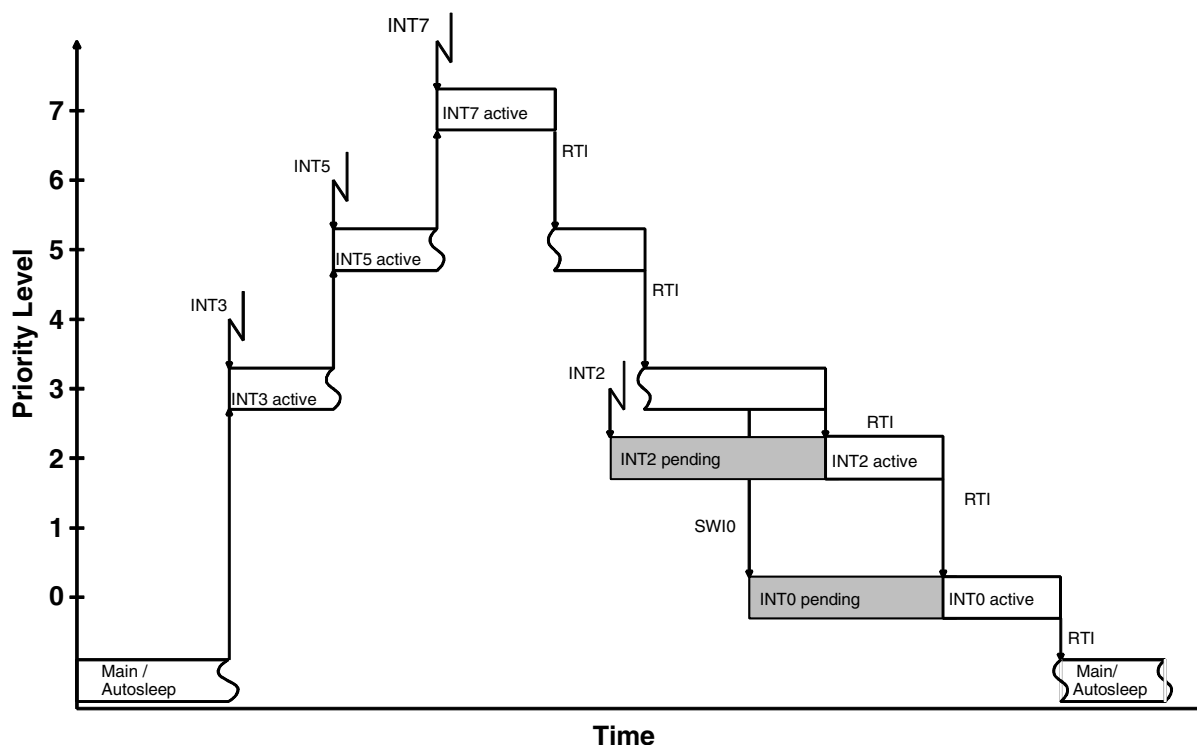 INT7
7
INT7 active
RTI
INT5
6
5
INT5 active
RTI
INT3
4
3
INT3 active
INT2
RTI
2
INT2 pending
INT2 active
RTI
1
SWI0
0
INT0 pending
INT0 active
RTI
Main /
Autosleep
Main/
Autosleep
Priority Level
Time